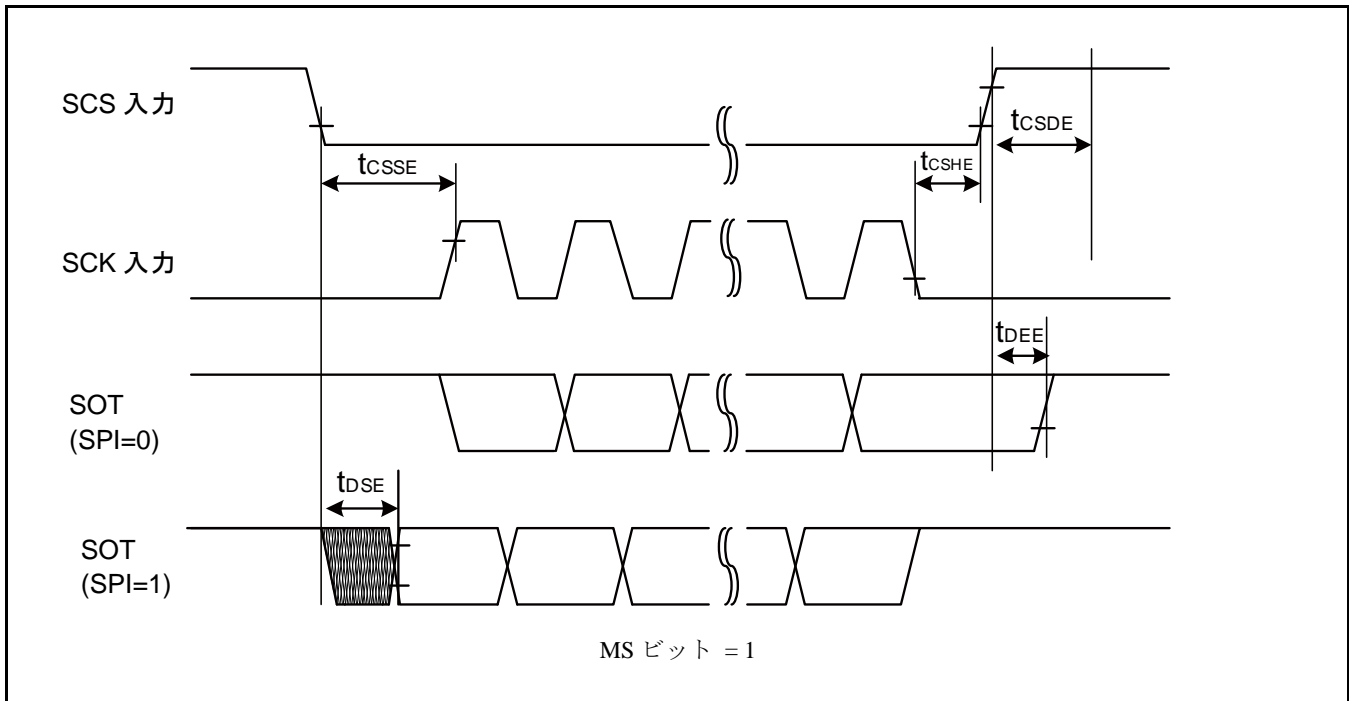 SCS 入力
tCSDE
tCSSE
tCSHE
SCK 入力
tDEE
SOT
(SPI=0)
tDSE
SOT
(SPI=1)
MS ビット = 1